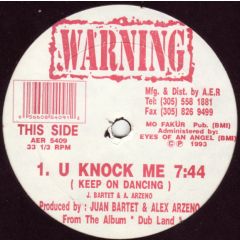 WARNING
Mfg. & Dist. by A.E.R
Tel: (305) 558 1881
Fax (305) 826 9499
THIS SIDE
AER 5409
33 1/3 RPM
MO FAKÜR Pub. (BMI)
Administered by:
EYES OF AN ANGEL (BMI)
© ℗ 1993
1. U KNOCK ME 7:44
( KEEP ON DANCING )
J. BARTET & A. ARZENO
Produced by : JUAN BARTET & ALEX ARZENO
From The Album " Dub Land "